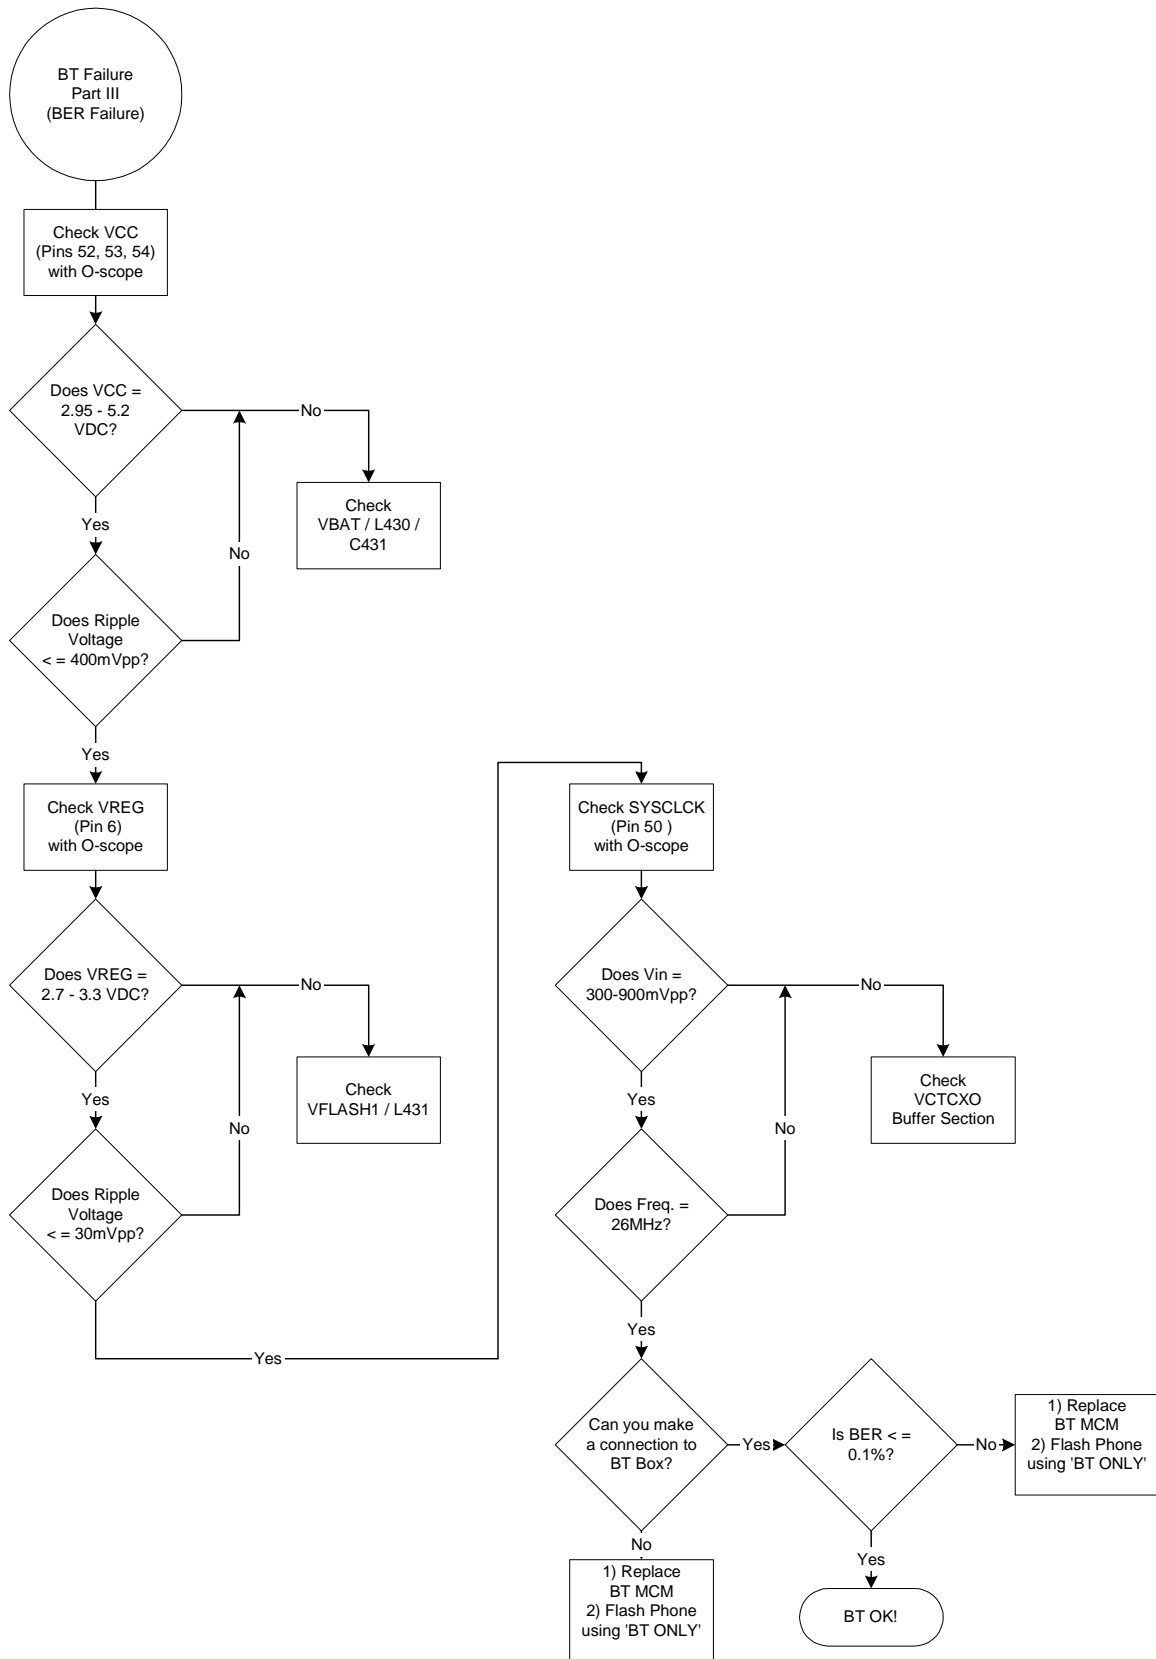 BT Failure
Part III
(BER Failure)
Check VCC
(Pins 52, 53, 54)
with O-scope
Does VCC =
2.95 - 5.2
VDC?
No
Check
VBAT / L430 /
C431
Yes
No
Does Ripple
Voltage
< = 400mVpp?
Yes
Check VREG
(Pin 6)
with O-scope
Does VREG =
2.7 - 3.3 VDC?
No
Check
VFLASH1 / L431
Yes
No
Does Ripple
Voltage
< = 30mVpp?
Yes
Check SYSCLCK
(Pin 50 )
with O-scope
Does Vin =
300-900mVpp?
No
Check
VCTCXO
Buffer Section
Yes
No
Does Freq. =
26MHz?
Yes
Can you make
a connection to
BT Box?
Yes
Is BER < =
0.1%?
No
1) Replace
BT MCM
2) Flash Phone
using 'BT ONLY'
No
1) Replace
BT MCM
2) Flash Phone
using 'BT ONLY'
Yes
BT OK!